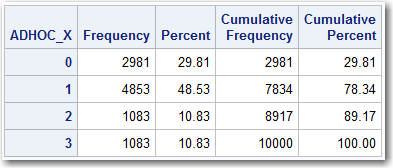 ADHOC_X Frequency Percent Cumulative Frequency Cumulative Percent
0 2981 29.81 2981 29.81
1 4853 48.53 7834 78.34
2 1083 10.83 8917 89.17
3 1083 10.83 10000 100.00